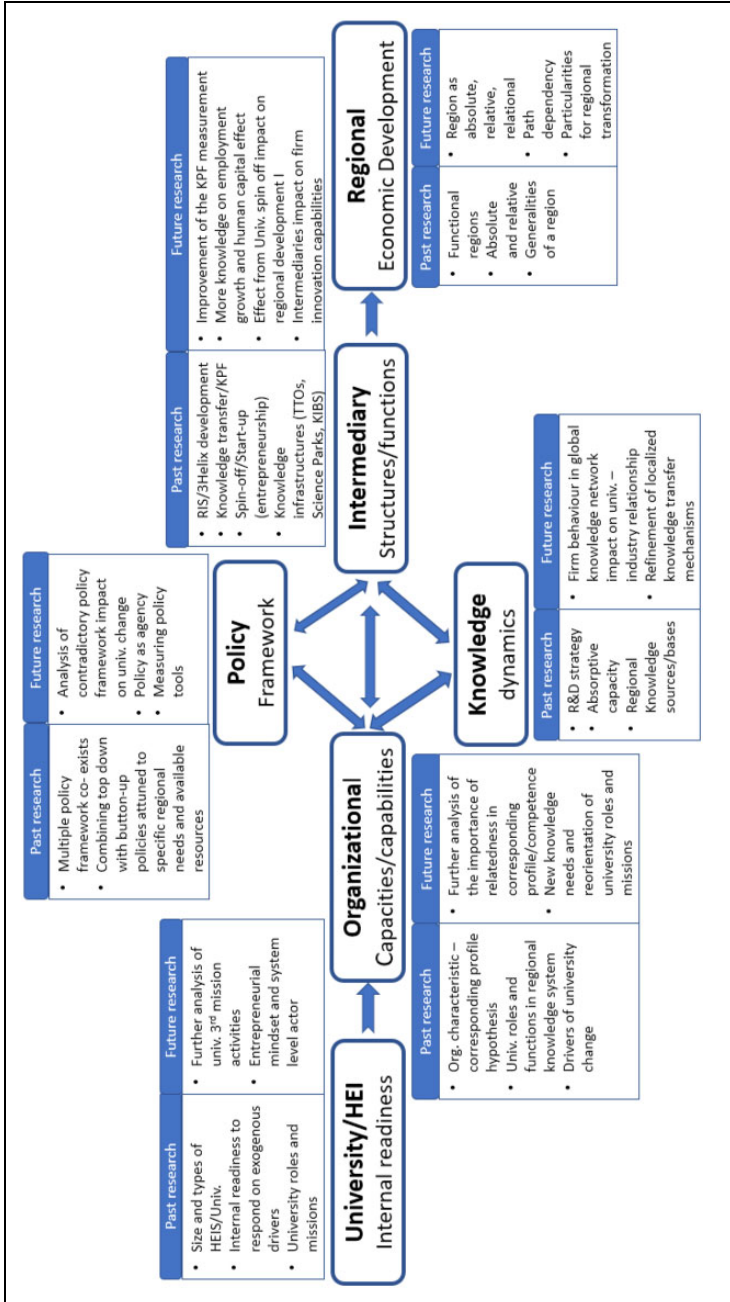 Past research
Future research
• Size and types of
HEIS/Univ.
• Internal readiness to
respond on exogenous
drivers
• University roles and
missions
• Further analysis of
univ. 3rd mission
activities
• Entrepreneurial
mindset and system
level actor
University/HEI
Internal readiness
Organizational
Capacities/capabilities
Past research
Future research
• Org. characteristic –
corresponding profile
hypothesis
• Univ. roles and
functions in regional
knowledge system
• Drivers of university
change
• Further analysis of
the importance of
relatedness in
corresponding
profile/competence
• New knowledge
needs and
reorientation of
university roles and
missions
Past research
Future research
• Multiple policy
framework co- exists
• Combining top down
with button-up
policies attuned to
specific regional
needs and available
resources
• Analysis of
contradictory policy
framework impact
on univ. change
• Policy as agency
• Measuring policy
tools
Policy
Framework
Knowledge
dynamics
Past research
Future research
• R&D strategy
• Absorptive
capacity
• Regional
Knowledge
sources/bases
• Firm behaviour in global
knowledge network
impact on univ. –
industry relationship
• Refinement of localized
knowledge transfer
mechanisms
Past research
Future research
• RIS/3Helix development
• Knowledge transfer/KPF
• Spin-off/Start-up
(entrepreneurship)
• Knowledge
infrastructures (TTOs,
Science Parks, KIBS)
• Improvement of the KPF measurement
• More knowledge on employment
growth and human capital effect
• Effect from Univ. spin off impact on
regional development I
• Intermediaries impact on firm
innovation capabilities
Intermediary
Structures/functions
Regional
Economic Development
Past research
Future research
• Functional
regions
• Absolute
and relative
• Generalities
of a region
• Region as
absolute,
relative,
relational
• Path
dependency
• Particularities
for regional
transformation